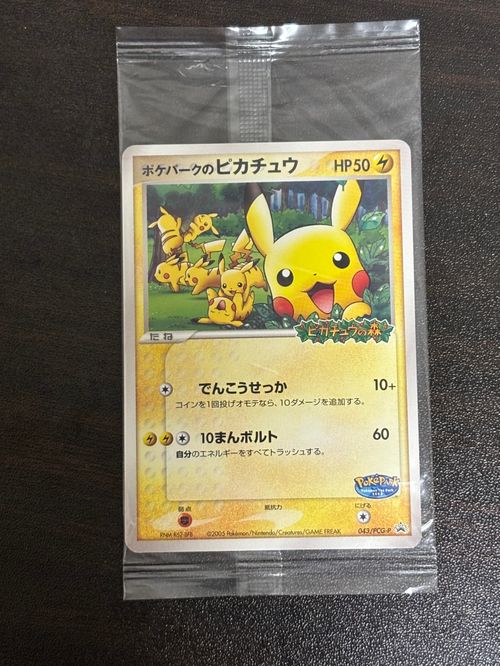 ポケパークのピカチュウ HP50
ピカチュウの森
たね
でんこうせっか 10+
コインを1回投げオモテなら、10ダメージを追加する。
10まんボルト 60
自分のエネルギーをすべてトラッシュする。
POKÉPARK
弱点 抵抗力 にげる
©2005 Pokémon/Nintendo/Creatures/GAME FREAK 043/PCG-P